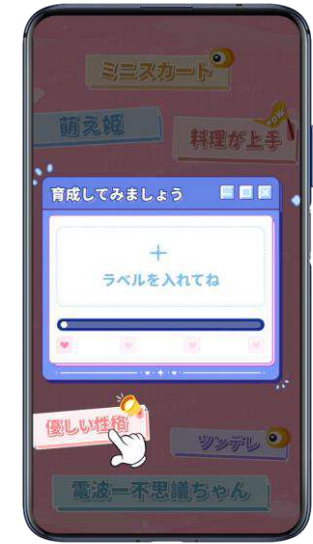 ミニスカート
萌え姫
料理が上手
育成してみましょう
ラベルを入れてね
優しい性格
ツンデレ
電波ー不思議ちゃん